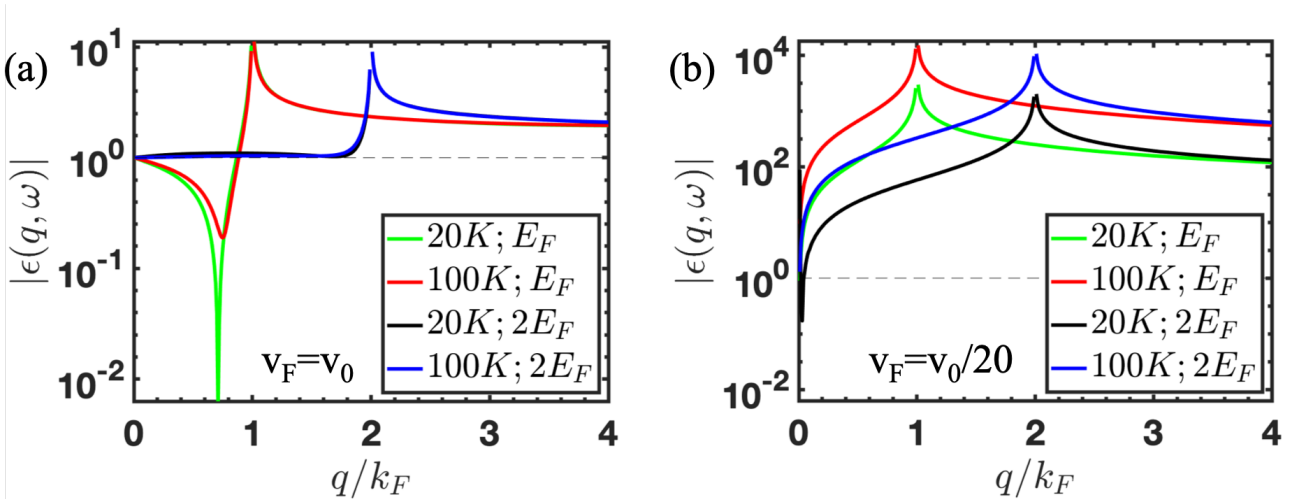 (a)
|ϵ(q, ω)|
10^1
10^0
10^-1
10^-2
20K; E_F
100K; E_F
20K; 2E_F
100K; 2E_F
v_F=v_0
0 1 2 3 4
q/k_F
(b)
|ϵ(q, ω)|
10^4
10^2
10^0
10^-2
20K; E_F
100K; E_F
20K; 2E_F
100K; 2E_F
v_F=v_0/20
0 1 2 3 4
q/k_F